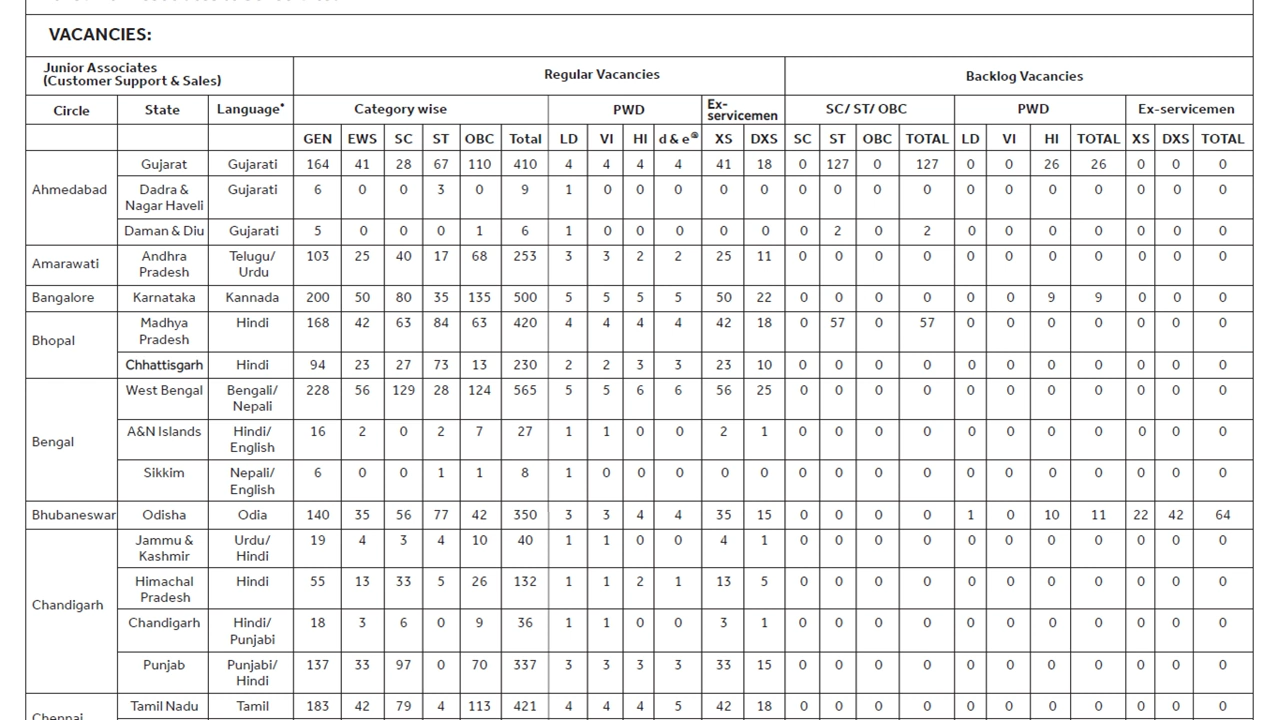 VACANCIES:
Junior Associates
(Customer Support & Sales) Regular Vacancies Backlog Vacancies
Circle State Language* Category wise PWD Ex-servicemen SC/ ST/ OBC PWD Ex-servicemen
GEN EWS SC ST OBC Total LD VI HI d & e@ XS DXS SC ST OBC TOTAL LD VI HI TOTAL XS DXS TOTAL
Ahmedabad
Gujarat Gujarati 164 41 28 67 110 410 4 4 4 4 41 18 0 127 0 127 0 0 26 26 0 0 0
Dadra & Nagar Haveli Gujarati 6 0 0 3 0 9 1 0 0 0 0 0 0 0 0 0 0 0 0 0 0 0 0
Daman & Diu Gujarati 5 0 0 0 1 6 1 0 0 0 0 0 0 2 0 2 0 0 0 0 0 0 0
Amarawati Andhra Pradesh Telugu/ Urdu 103 25 40 17 68 253 3 3 2 2 25 11 0 0 0 0 0 0 0 0 0 0 0
Bangalore Karnataka Kannada 200 50 80 35 135 500 5 5 5 5 50 22 0 0 0 0 0 0 9 9 0 0 0
Bhopal
Madhya Pradesh Hindi 168 42 63 84 63 420 4 4 4 4 42 18 0 57 0 57 0 0 0 0 0 0 0
Chhattisgarh Hindi 94 23 27 73 13 230 2 2 3 3 23 10 0 0 0 0 0 0 0 0 0 0 0
Bengal
West Bengal Bengali/ Nepali 228 56 129 28 124 565 5 5 6 6 56 25 0 0 0 0 0 0 0 0 0 0 0
A&N Islands Hindi/ English 16 2 0 2 7 27 1 1 0 0 2 1 0 0 0 0 0 0 0 0 0 0 0
Sikkim Nepali/ English 6 0 0 1 1 8 1 0 0 0 0 0 0 0 0 0 0 0 0 0 0 0 0
Bhubaneswar Odisha Odia 140 35 56 77 42 350 3 3 4 4 35 15 0 0 0 0 1 0 10 11 22 42 64
Chandigarh
Jammu & Kashmir Urdu/ Hindi 19 4 3 4 10 40 1 1 0 0 4 1 0 0 0 0 0 0 0 0 0 0 0
Himachal Pradesh Hindi 55 13 33 5 26 132 1 1 2 1 13 5 0 0 0 0 0 0 0 0 0 0 0
Chandigarh Hindi/ Punjabi 18 3 6 0 9 36 1 1 0 0 3 1 0 0 0 0 0 0 0 0 0 0 0
Punjab Punjabi/ Hindi 137 33 97 0 70 337 3 3 3 3 33 15 0 0 0 0 0 0 0 0 0 0 0
Chennai
Tamil Nadu Tamil 183 42 79 4 113 421 4 4 4 5 42 18 0 0 0 0 0 0 0 0 0 0 0